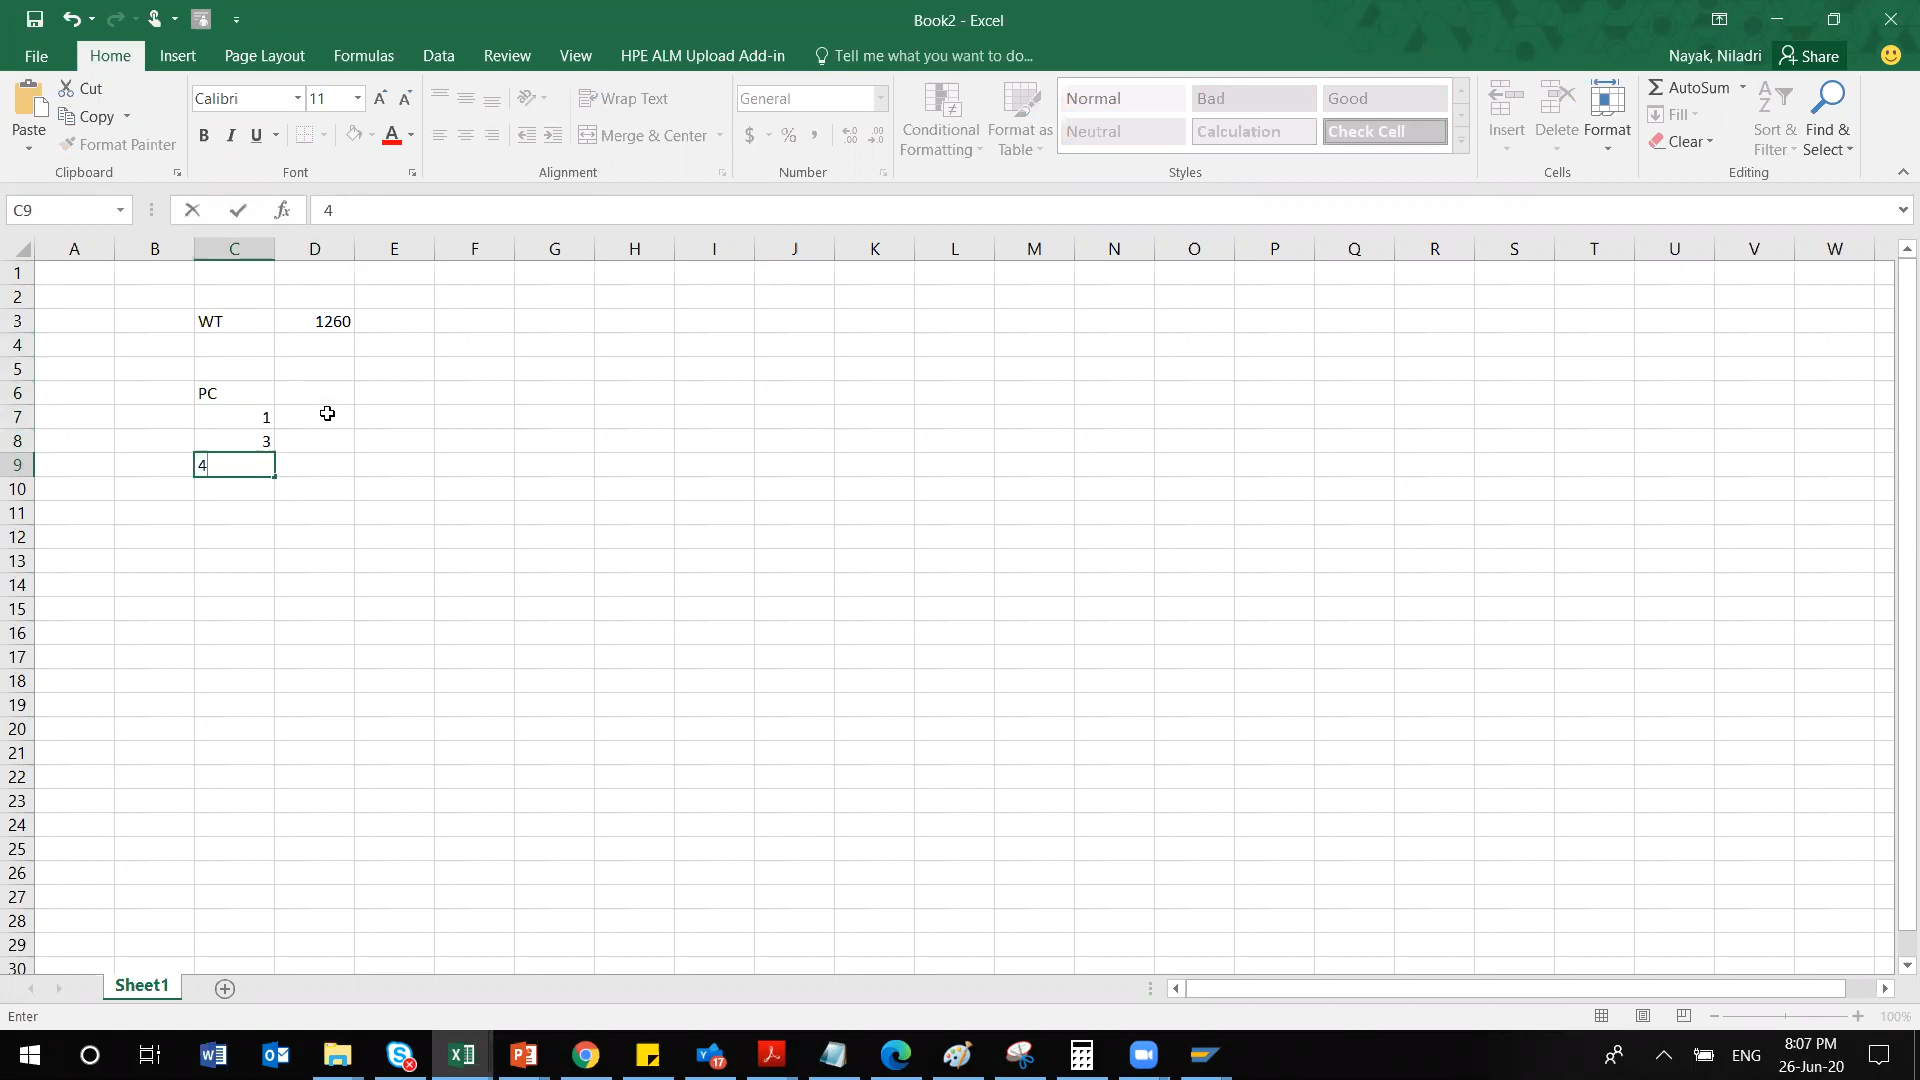 Book2 - Excel
File Home Insert Page Layout Formulas Data Review View HPE ALM Upload Add-in Tell me what you want to do... Nayak, Niladri Share
Paste
Cut
Copy
Format Painter
Clipboard
Calibri 11
B I U A
Font
Wrap Text
Merge & Center
Alignment
General
$ % ,
Number
Conditional Formatting
Format as Table
Normal Bad Good
Neutral Calculation Check Cell
Styles
Insert Delete Format
Cells
AutoSum
Fill
Clear
Sort & Filter
Find & Select
Editing
C9 fx 4
A B C D E F G H I J K L M N O P Q R S T U V W
1
2
3 WT 1260
4
5
6 PC
7 1
8 3
9 4
10
11
12
13
14
15
16
17
18
19
20
21
22
23
24
25
26
27
28
29
30
Sheet1
Enter 100%
17 ENG 8:07 PM
26-Jun-20